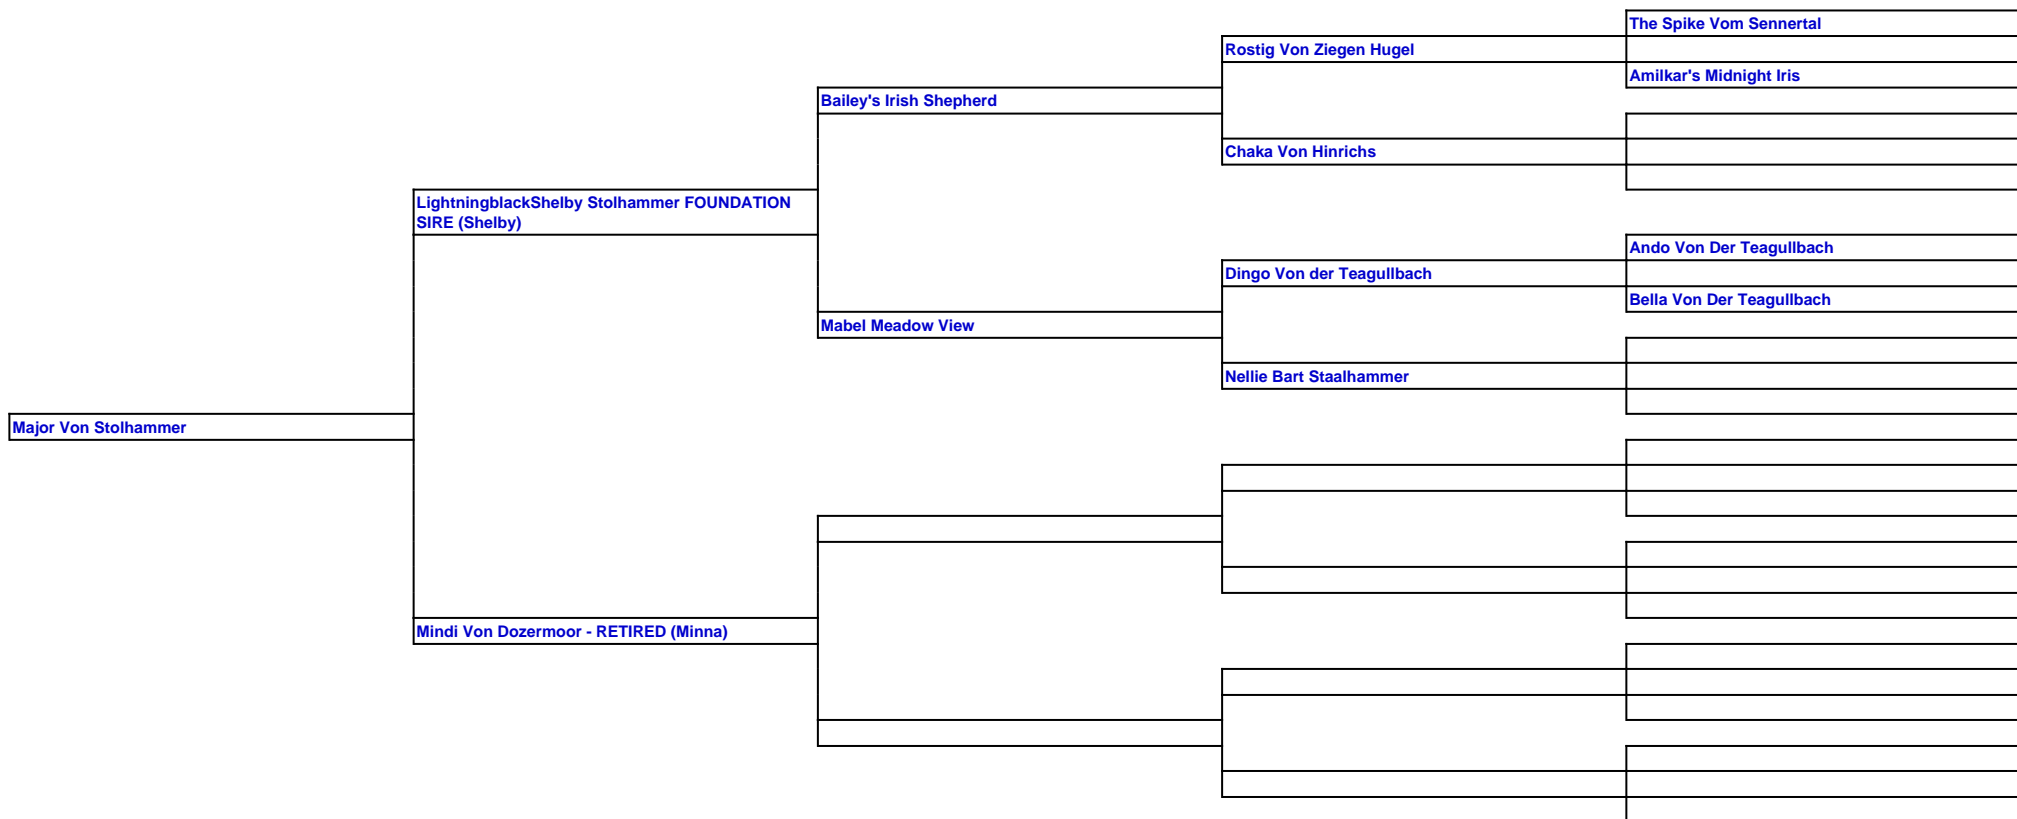 The Spike Vom Sennertal
Rostig Von Ziegen Hugel
Amilkar's Midnight Iris
Bailey's Irish Shepherd
Chaka Von Hinrichs
LightningblackShelby Stolhammer FOUNDATION
SIRE (Shelby)
Ando Von Der Teagullbach
Dingo Von der Teagullbach
Bella Von Der Teagullbach
Mabel Meadow View
Nellie Bart Staalhammer
Major Von Stolhammer
Mindi Von Dozermoor - RETIRED (Minna)